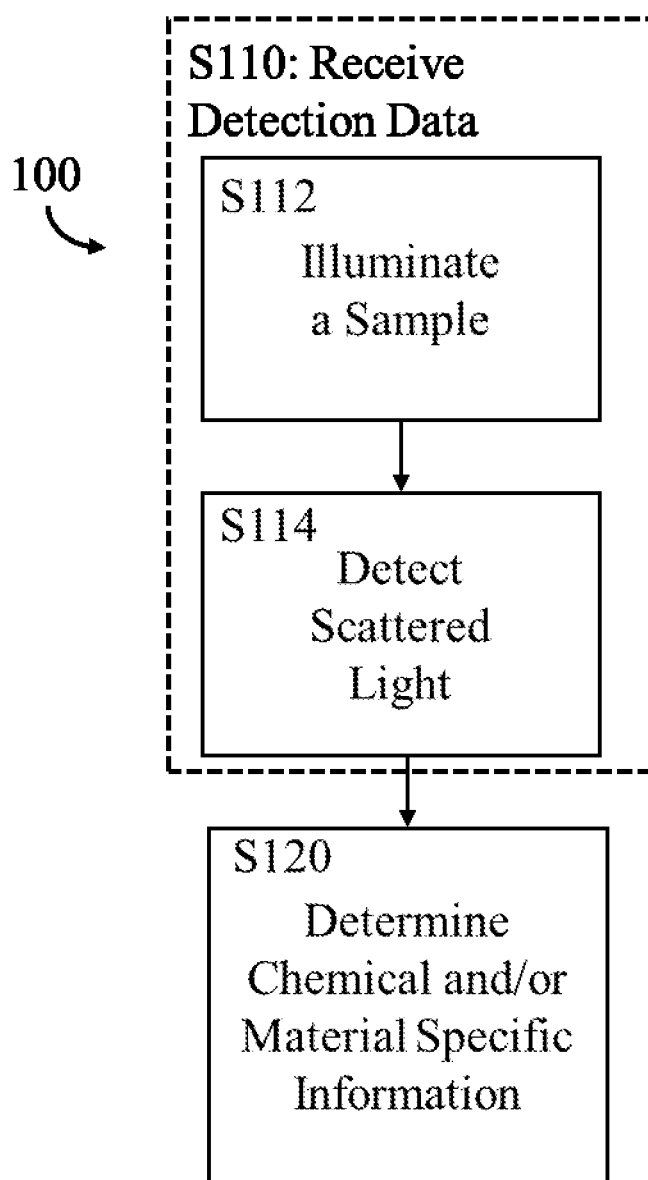 S110: Receive
Detection Data
100
S112
Illuminate
a Sample
S114
Detect
Scattered
Light
S120
Determine
Chemical and/or
Material Specific
Information